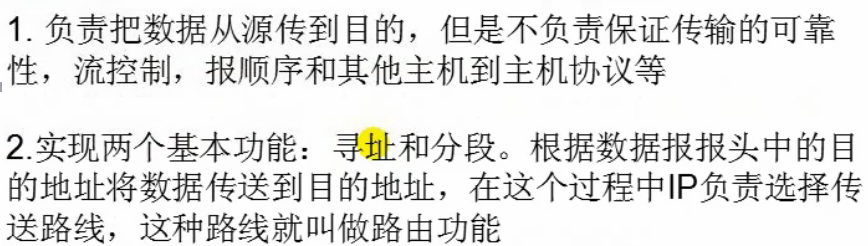 1. 负责把数据从源传到目的，但是不负责保证传输的可靠
性，流控制，报顺序和其他主机到主机协议等
2.实现两个基本功能：寻址和分段。根据数据报报头中的目
的地址将数据传送到目的地址，在这个过程中IP负责选择传
送路线，这种路线就叫做路由功能